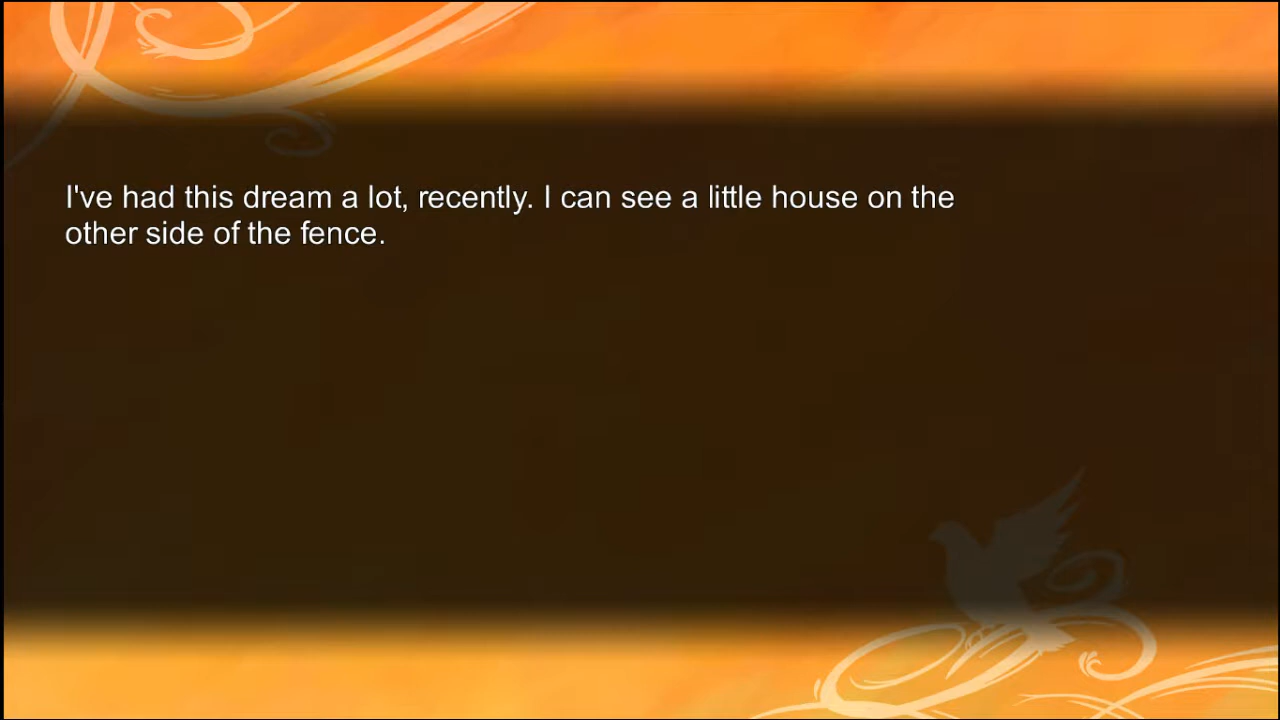 I've had this dream a lot, recently. I can see a little house on the
other side of the fence.